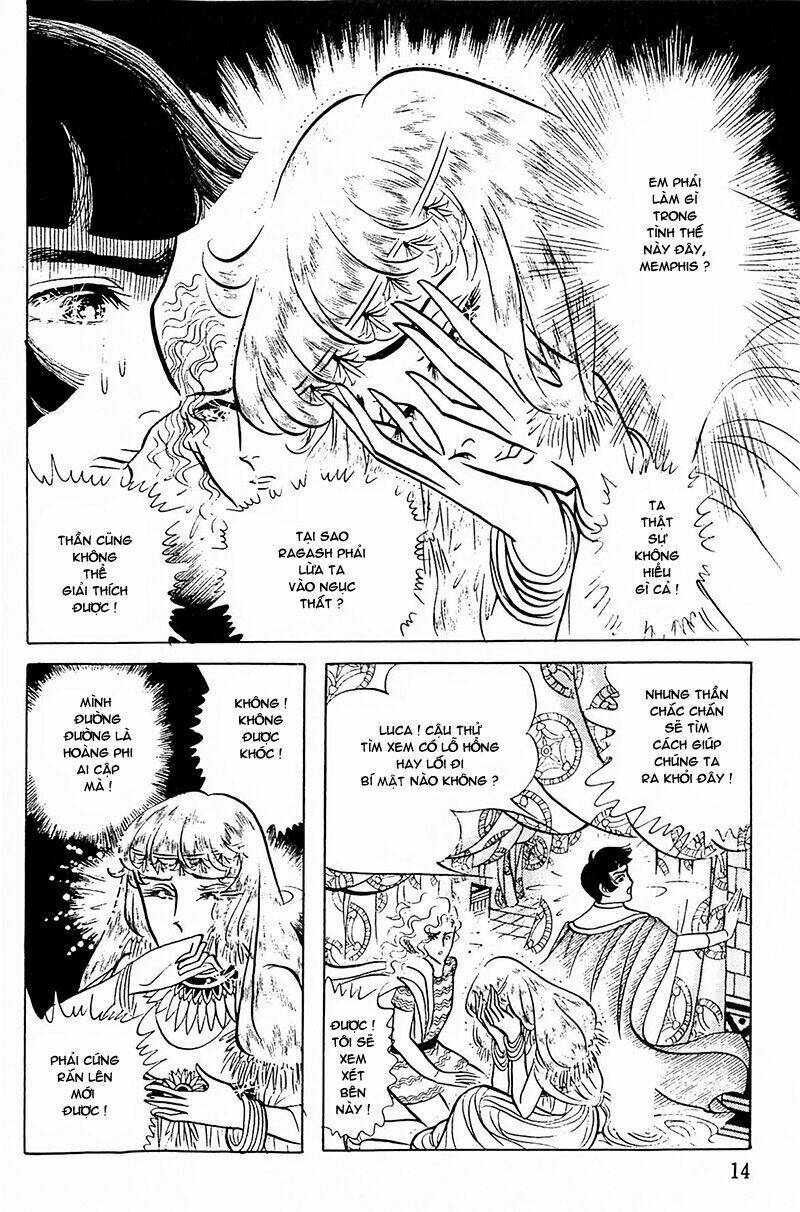 EM PHẢI
LÀM GÌ
TRONG
TÌNH THẾ
NÀY ĐÂY,
MEMPHIS ?
TA
THẬT
SỰ
KHÔNG
HIỂU
GÌ CẢ !
TẠI SAO
RAGASH PHẢI
LỪA TA
VÀO NGỤC
THẤT ?
THẦN CŨNG
KHÔNG
THỂ
GIẢI THÍCH
ĐƯỢC !
NHƯNG THẦN
CHẮC CHẮN
SẼ TÌM
CÁCH GIÚP
CHÚNG TA
RA KHỎI ĐÂY !
LUCA ! CẬU THỬ
TÌM XEM CÓ LỖ HỔNG
HAY LỐI ĐI
BÍ MẬT NÀO KHÔNG ?
ĐƯỢC !
TÔI SẼ
XEM
XÉT
BÊN
NÀY !
KHÔNG !
KHÔNG
ĐƯỢC
KHÓC !
MÌNH
ĐƯỜNG
ĐƯỜNG LÀ
HOÀNG PHI
AI CẬP
MÀ !
PHẢI CỨNG
RẮN LÊN
MỚI
ĐƯỢC !
14